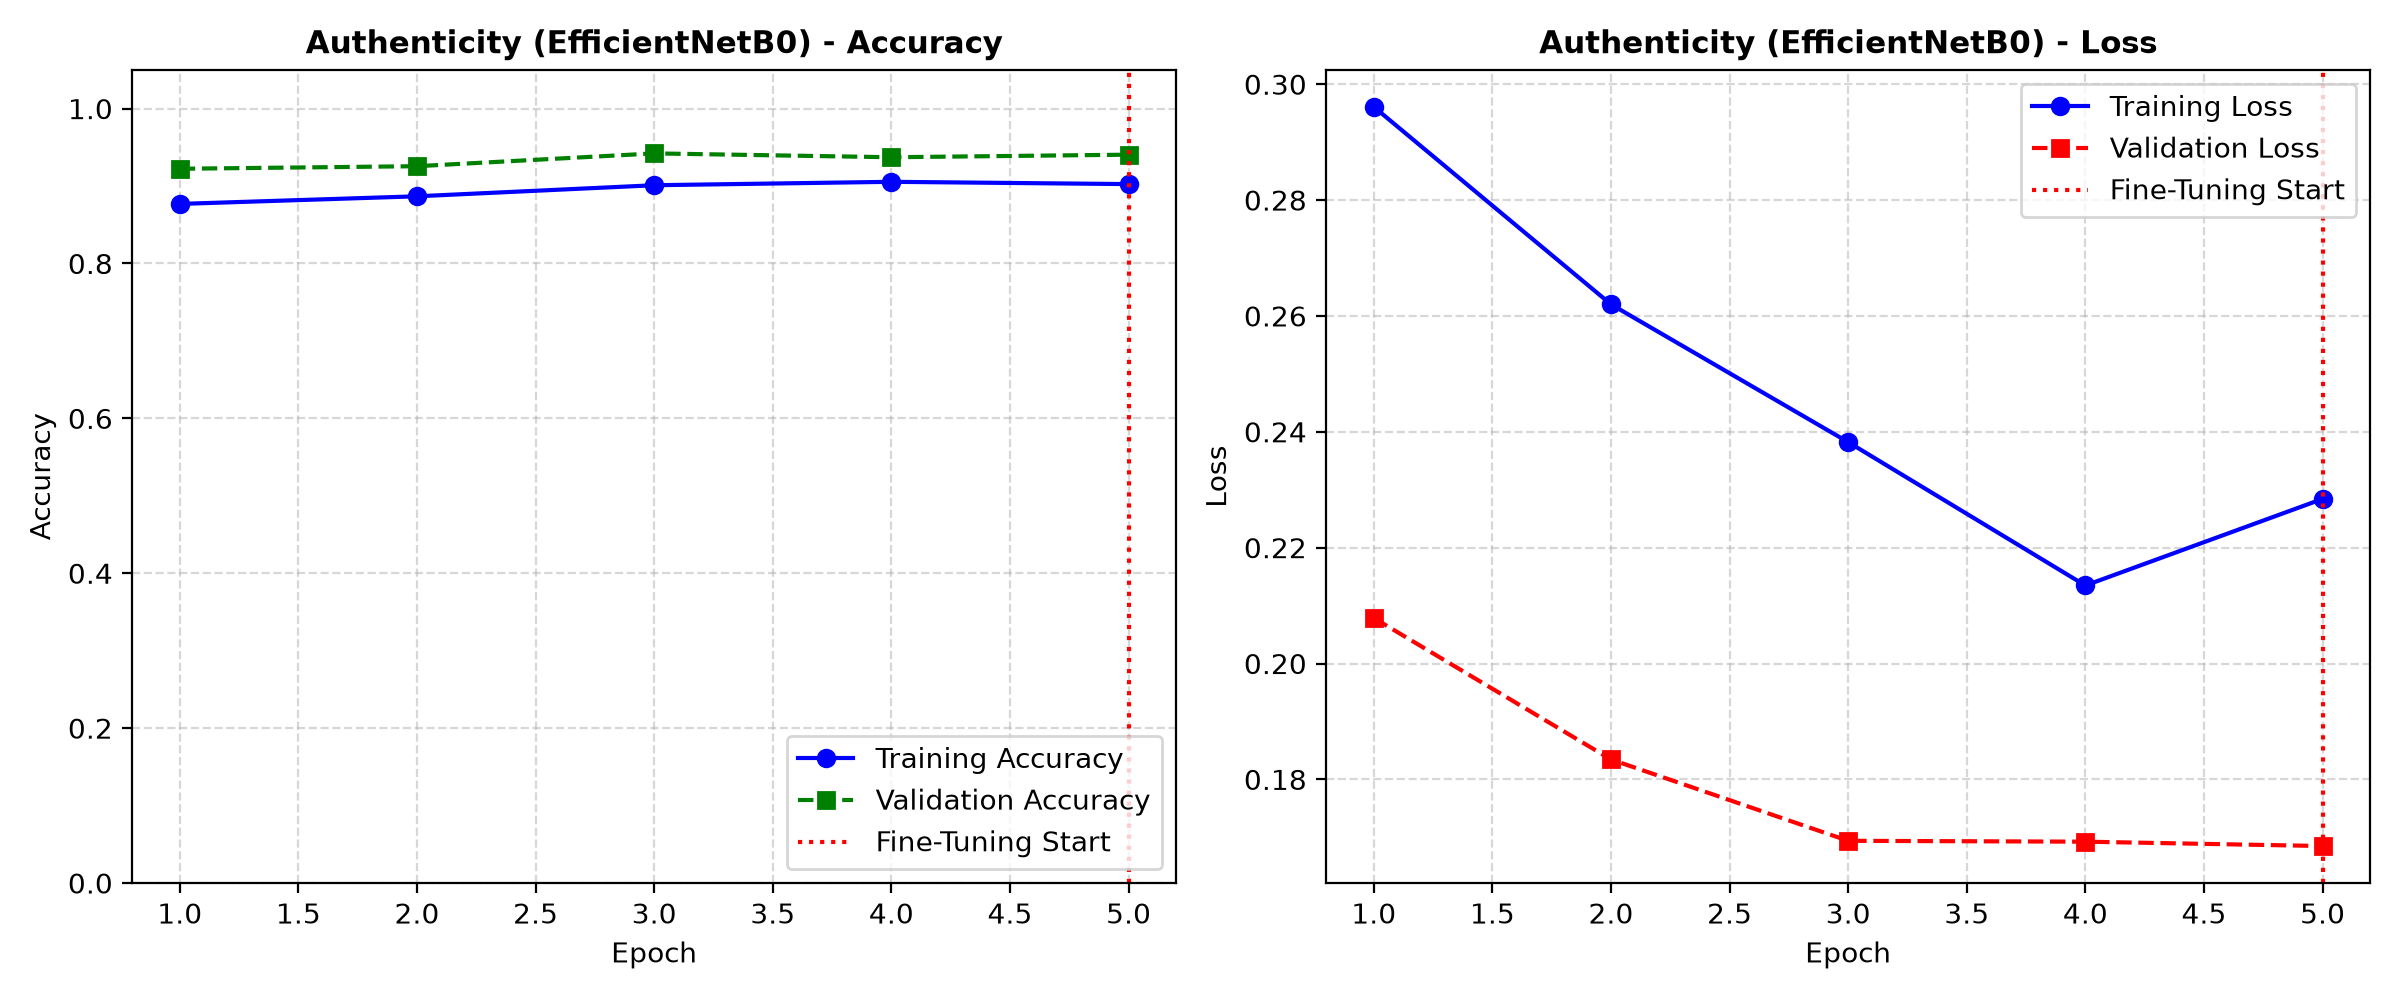 Authenticity (EfficientNetB0) - Accuracy
1.0
0.8
0.6
0.4
0.2
0.0
Accuracy
Training Accuracy
Validation Accuracy
Fine-Tuning Start
1.0 1.5 2.0 2.5 3.0 3.5 4.0 4.5 5.0
Epoch
Authenticity (EfficientNetB0) - Loss
0.30
0.28
0.26
0.24
0.22
0.20
0.18
Loss
Training Loss
Validation Loss
Fine-Tuning Start
1.0 1.5 2.0 2.5 3.0 3.5 4.0 4.5 5.0
Epoch